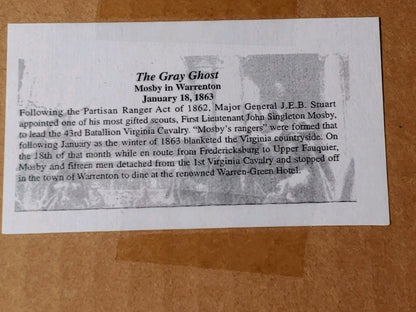 The Gray Ghost
Mosby in Warrenton
January 18, 1863
Following the Partisan Ranger Act of 1862, Major General J.E.B. Stuart
appointed one of his most gifted scouts, First Lieutenant John Singleton Mosby,
to lead the 43rd Batallion Virginia Cavalry. "Mosby's rangers" were formed that
following January as the winter of 1863 blanketed the Virginia countryside. On
the 18th of that month while en route from Fredericksburg to Upper Fauquier,
Mosby and fifteen men detached from the 1st Virginia Cavalry and stopped off
in the town of Warrenton to dine at the renowned Warren-Green Hotel.